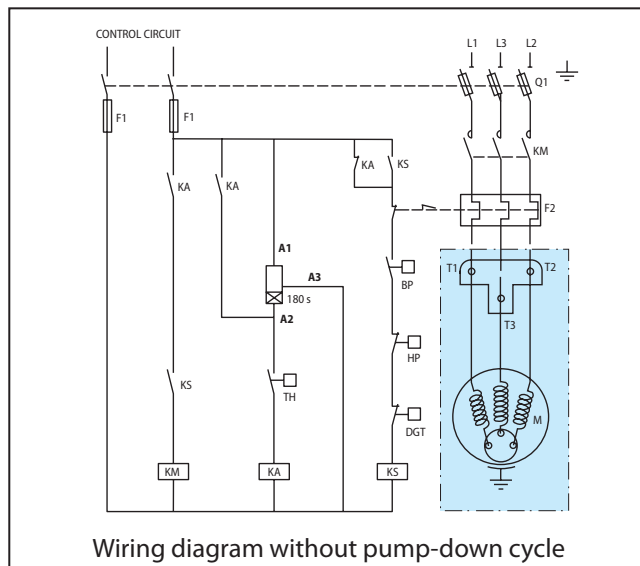 CONTROL CIRCUIT
L1 L3 L2
Q1
F1 F1
KA KA KA KS KM
F2
A1
A3
180 s
A2
BP
T1 T2
T3
HP
KS
TH
DGT
M
KM KA KS
Wiring diagram without pump-down cycle